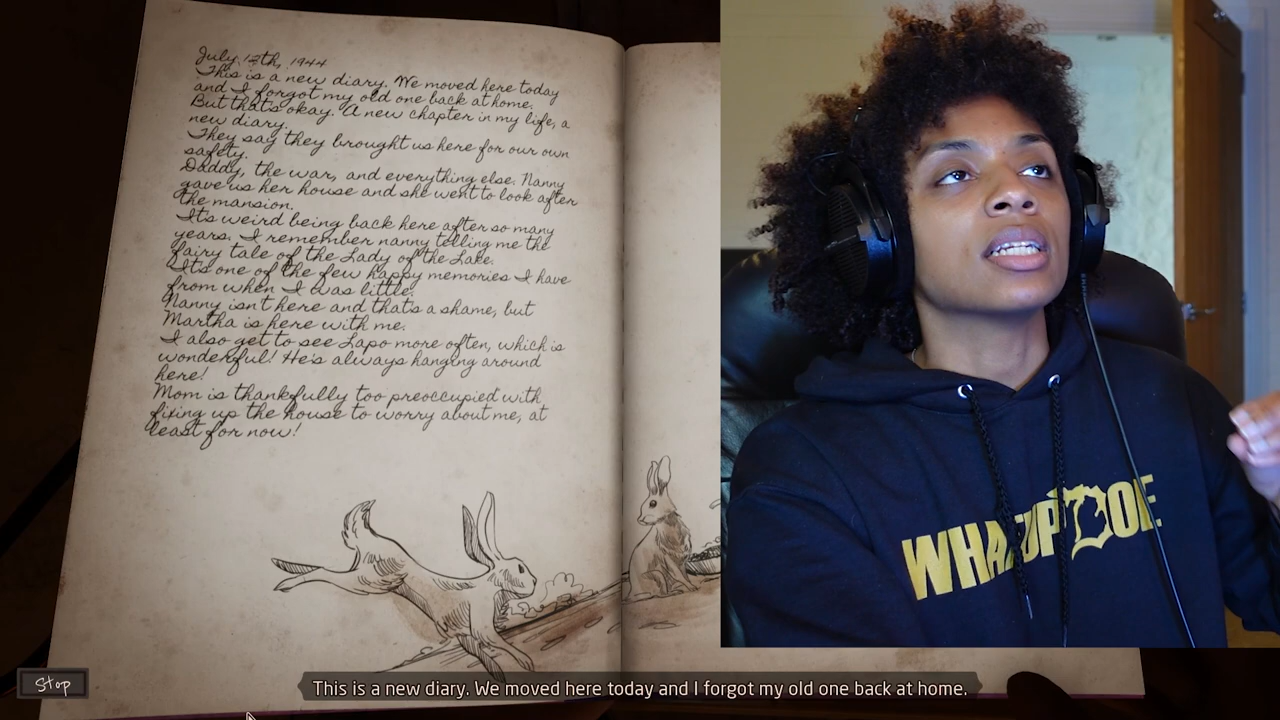 July, 13th, 1944
This is a new diary. We moved here today
and I forgot my old one back at home.
But that's okay. A new chapter in my life, a
new diary.
They say they brought us here for our own
safety.
Daddy, the war, and everything else. Nanny
gave us her house and she went to look after
the mansion.
It's weird being back here after so many
years. I remember nanny telling me the
fairy tale of the Lady of the Lake.
It's one of the few happy memories I have
from when I was little.
Nanny isn't here and that's a shame, but
Martha is here with me.
I also get to see Lapo more often, which is
wonderful! He's always hanging around
here!
Mom is thankfully too preoccupied with
fixing up the house to worry about me, at
least for now!
WHATUPDOE
Stop
This is a new diary. We moved here today and I forgot my old one back at home.